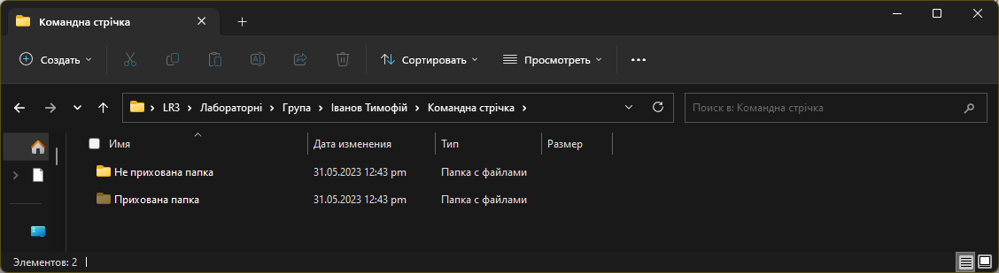 Командна стрічка
Создать Сортировать Просмотреть
LR3 Лабораторні Група Іванов Тимофій Командна стрічка Поиск в: Командна стрічка
Имя Дата изменения Тип Размер
Не прихована папка 31.05.2023 12:43 pm Папка с файлами
Прихована папка 31.05.2023 12:43 pm Папка с файлами
Элементов: 2